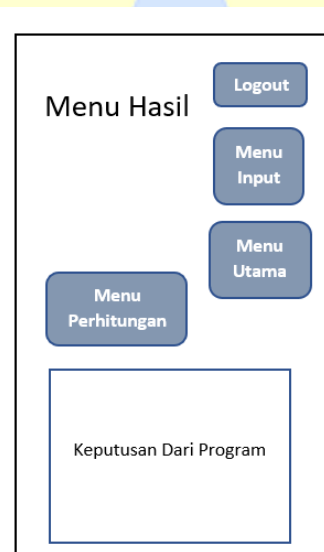 Logout
Menu Hasil
Menu
Input
Menu
Utama
Menu
Perhitungan
Keputusan Dari Program